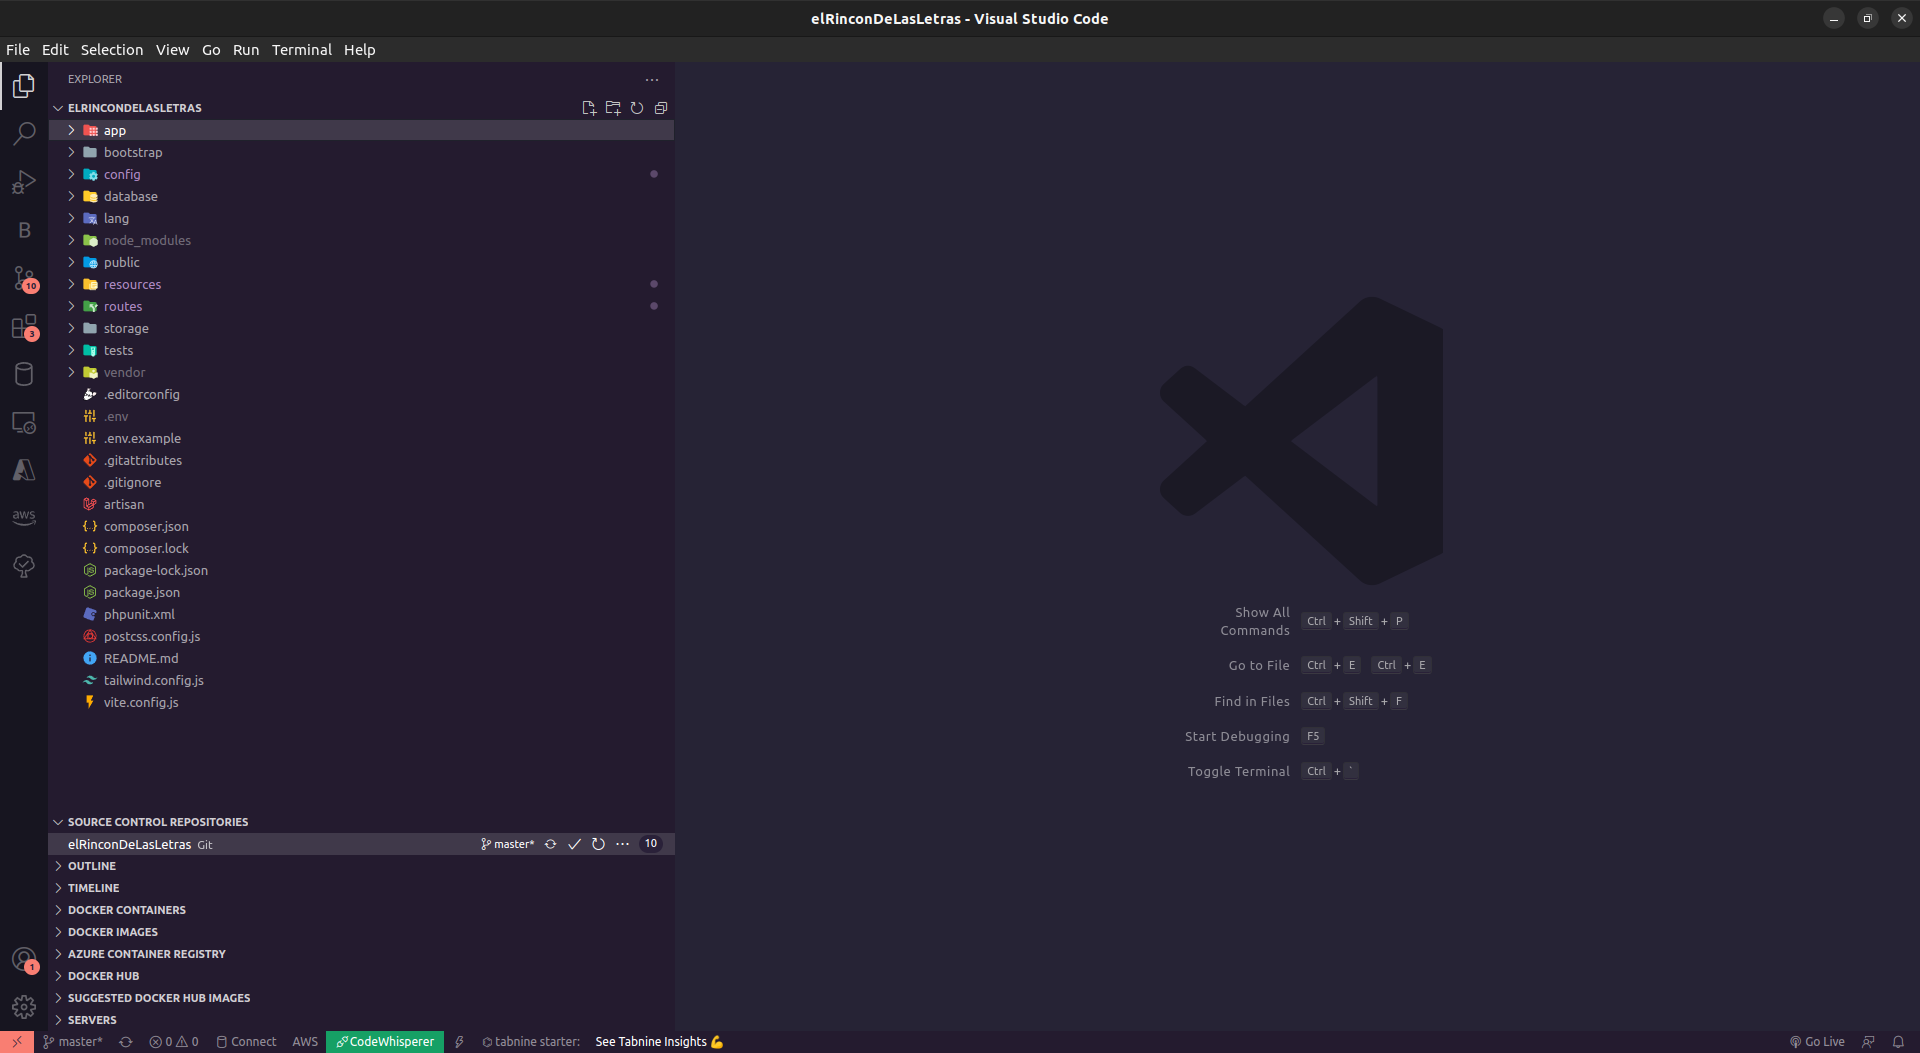 elRinconDeLasLetras - Visual Studio Code
File Edit Selection View Go Run Terminal Help
EXPLORER
ELRINCONDELASLETRAS
app
bootstrap
config
database
lang
node_modules
public
resources
routes
storage
tests
vendor
.editorconfig
.env
.env.example
.gitattributes
.gitignore
artisan
composer.json
composer.lock
package-lock.json
package.json
phpunit.xml
postcss.config.js
README.md
tailwind.config.js
vite.config.js
B
10
3
aws
1
Show All Commands Ctrl + Shift + P
Go to File Ctrl + E Ctrl + E
Find in Files Ctrl + Shift + F
Start Debugging F5
Toggle Terminal Ctrl + `
SOURCE CONTROL REPOSITORIES
elRinconDeLasLetras Git master* 10
OUTLINE
TIMELINE
DOCKER CONTAINERS
DOCKER IMAGES
AZURE CONTAINER REGISTRY
DOCKER HUB
SUGGESTED DOCKER HUB IMAGES
SERVERS
master* 0 0 Connect AWS CodeWhisperer tabnine starter: See Tabnine Insights 💪 Go Live